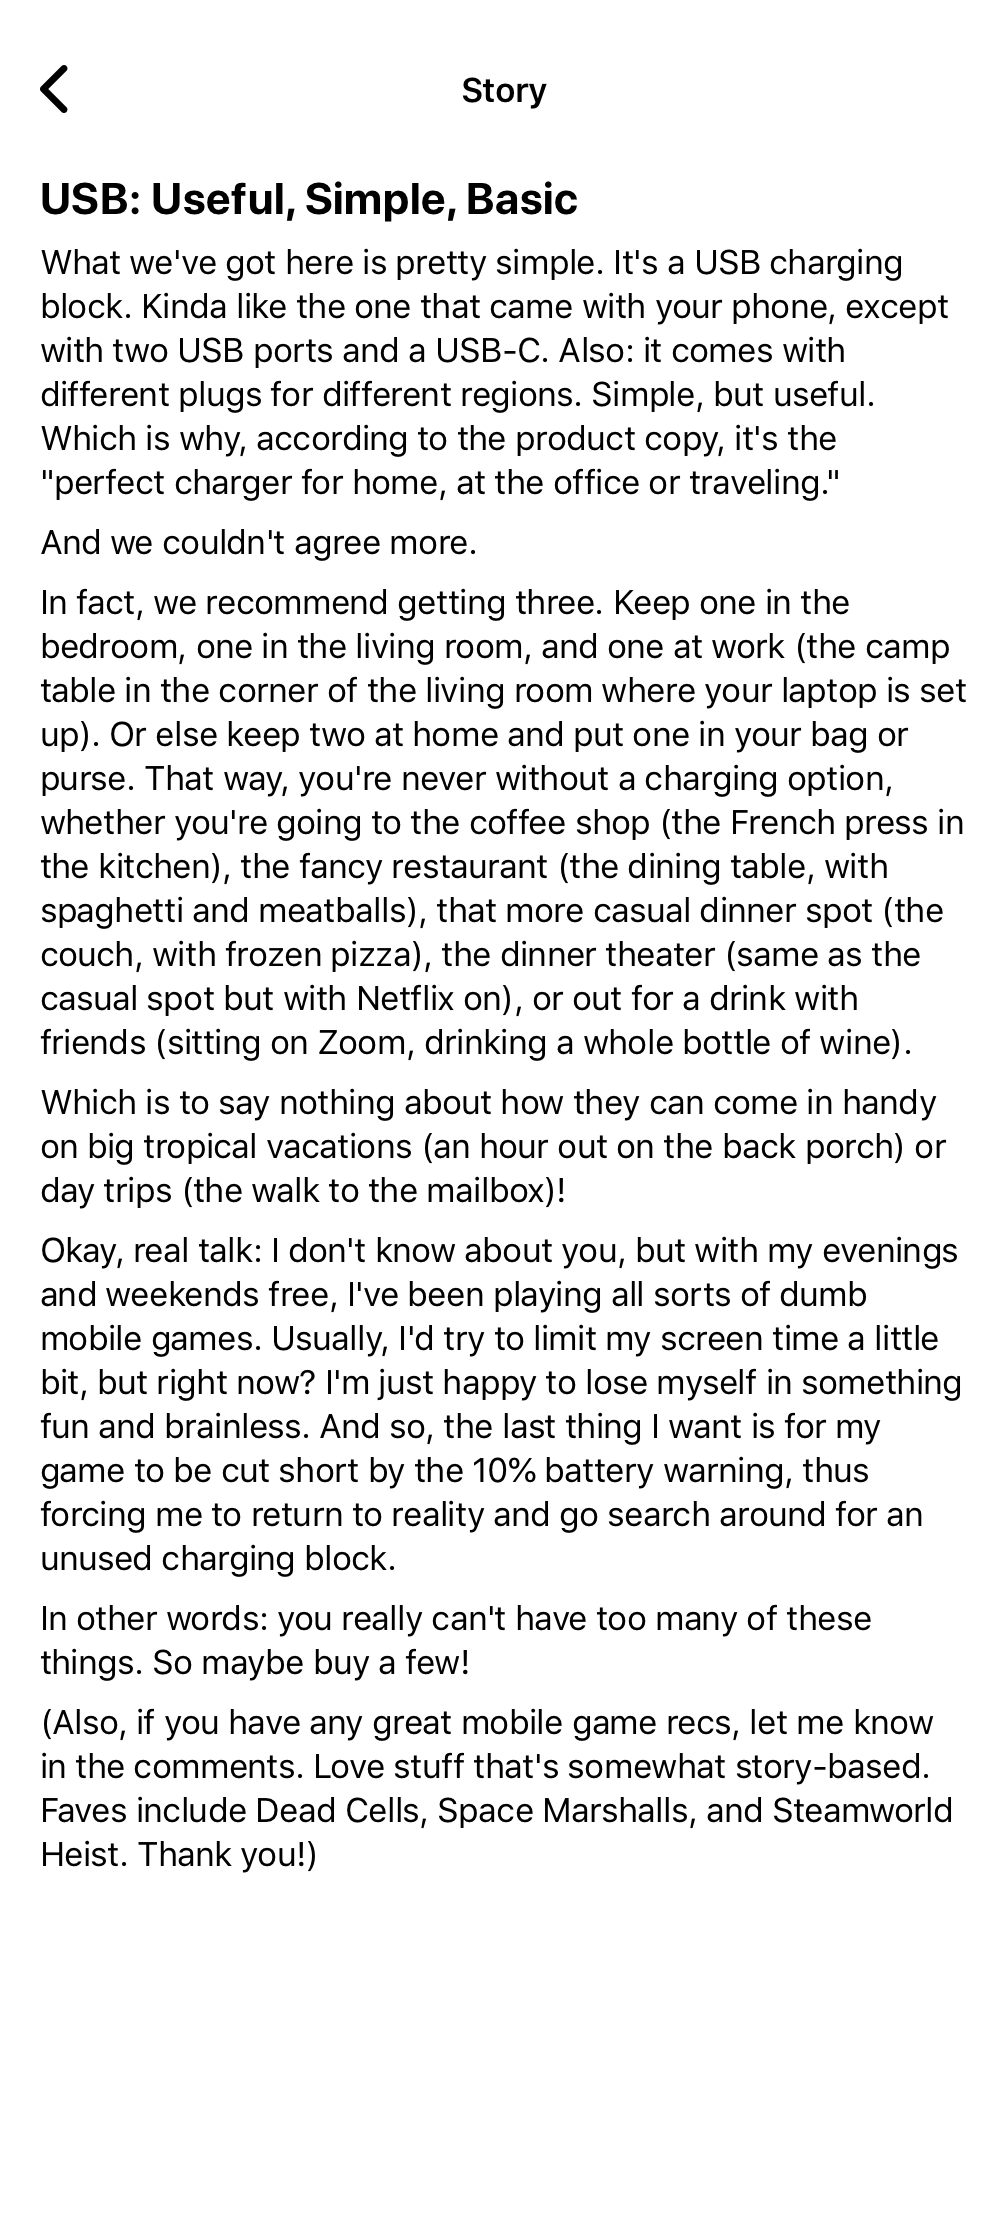 Story
USB: Useful, Simple, Basic
What we've got here is pretty simple. It's a USB charging
block. Kinda like the one that came with your phone, except
with two USB ports and a USB-C. Also: it comes with
different plugs for different regions. Simple, but useful.
Which is why, according to the product copy, it's the
"perfect charger for home, at the office or traveling."
And we couldn't agree more.
In fact, we recommend getting three. Keep one in the
bedroom, one in the living room, and one at work (the camp
table in the corner of the living room where your laptop is set
up). Or else keep two at home and put one in your bag or
purse. That way, you're never without a charging option,
whether you're going to the coffee shop (the French press in
the kitchen), the fancy restaurant (the dining table, with
spaghetti and meatballs), that more casual dinner spot (the
couch, with frozen pizza), the dinner theater (same as the
casual spot but with Netflix on), or out for a drink with
friends (sitting on Zoom, drinking a whole bottle of wine).
Which is to say nothing about how they can come in handy
on big tropical vacations (an hour out on the back porch) or
day trips (the walk to the mailbox)!
Okay, real talk: I don't know about you, but with my evenings
and weekends free, I've been playing all sorts of dumb
mobile games. Usually, I'd try to limit my screen time a little
bit, but right now? I'm just happy to lose myself in something
fun and brainless. And so, the last thing I want is for my
game to be cut short by the 10% battery warning, thus
forcing me to return to reality and go search around for an
unused charging block.
In other words: you really can't have too many of these
things. So maybe buy a few!
(Also, if you have any great mobile game recs, let me know
in the comments. Love stuff that's somewhat story-based.
Faves include Dead Cells, Space Marshalls, and Steamworld
Heist. Thank you!)